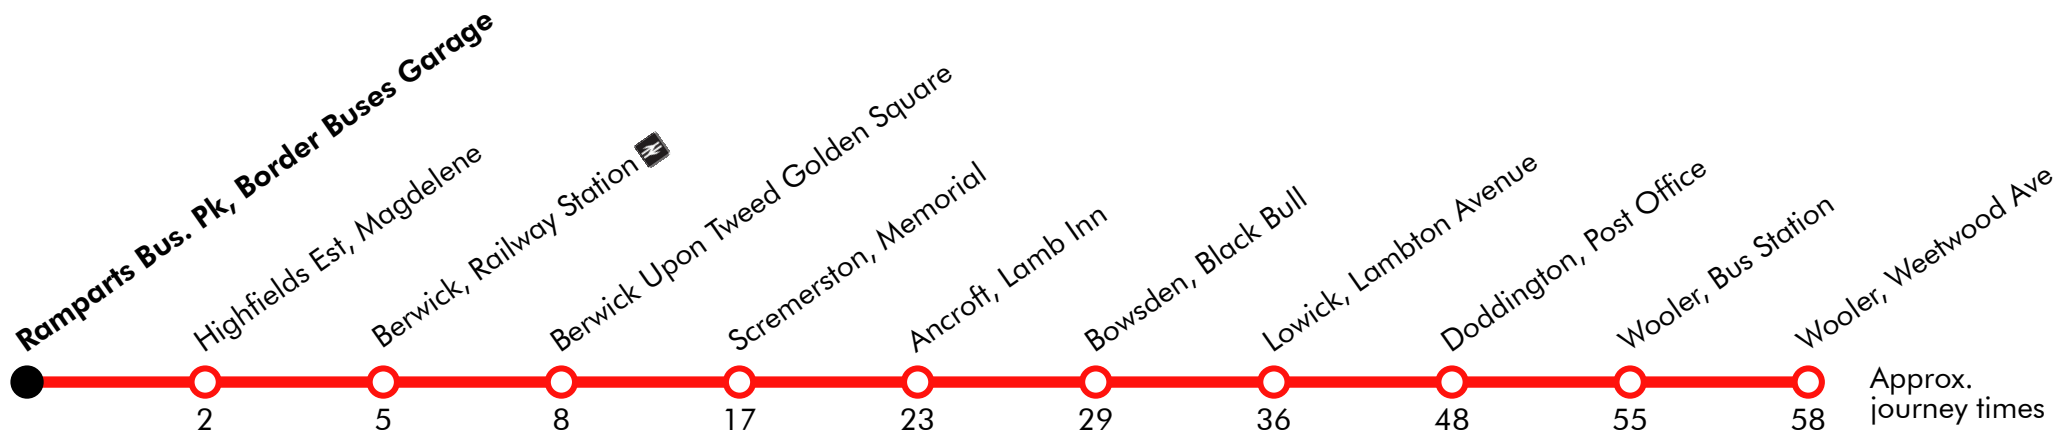 Ramparts Bus. Pk, Border Buses Garage
Highfields Est, Magdelene
Berwick, Railway Station
Berwick Upon Tweed Golden Square
Scremerston, Memorial
Ancroft, Lamb Inn
Bowsden, Black Bull
Lowick, Lambton Avenue
Doddington, Post Office
Wooler, Bus Station
Wooler, Weetwood Ave
2
5
8
17
23
29
36
48
55
58
Approx.
journey times